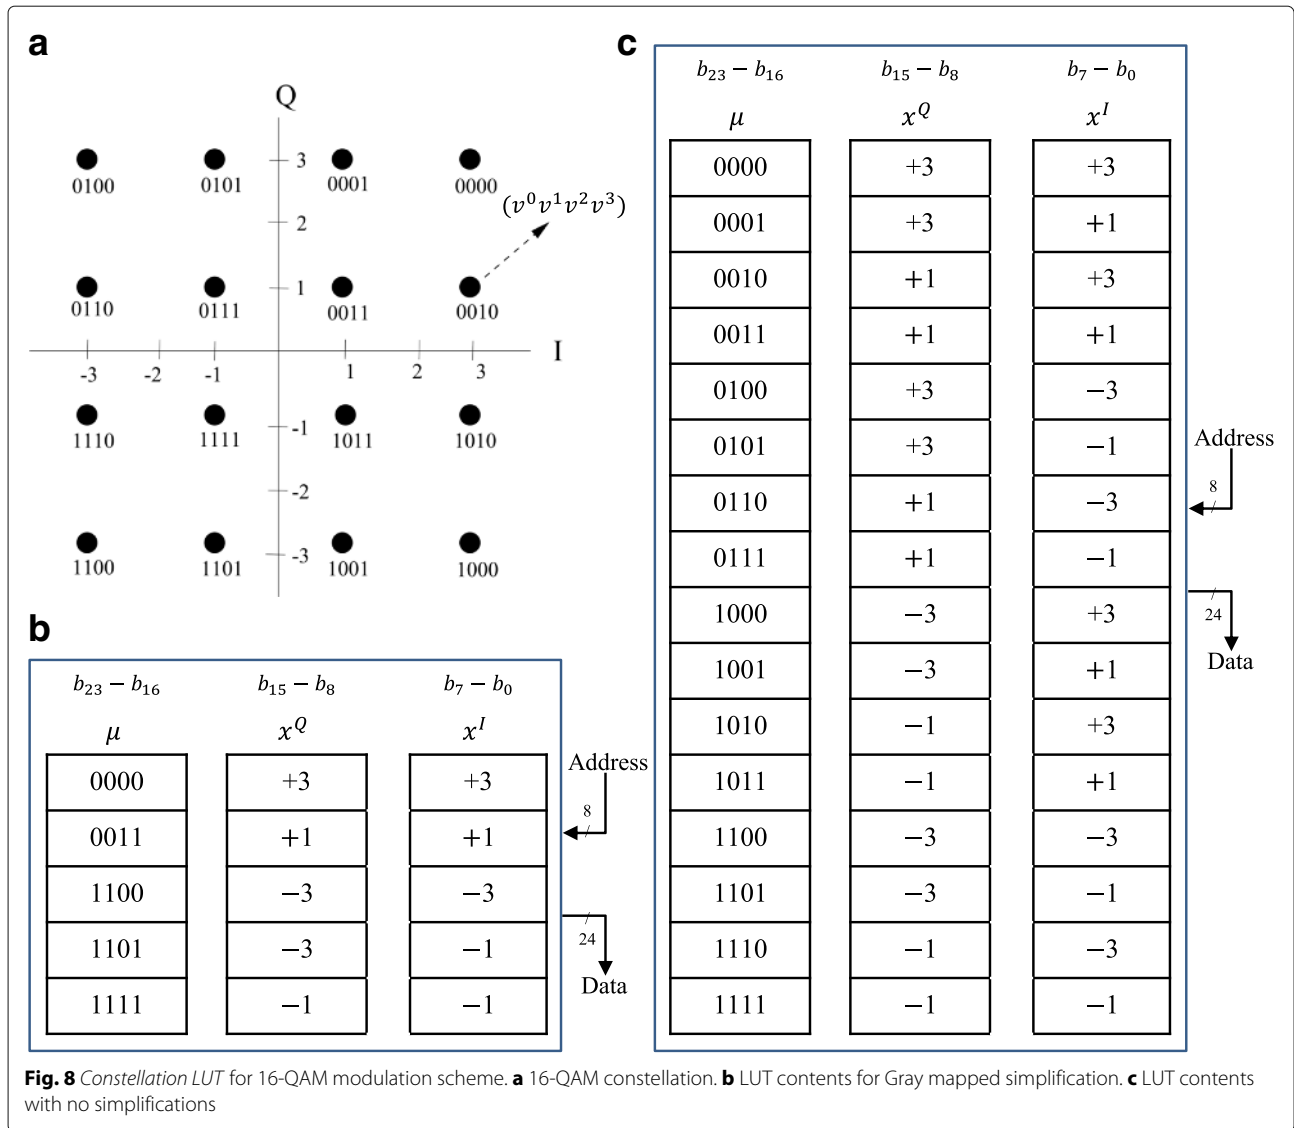 a
Q
3
0100 0101 0001 0000
(v⁰v¹v²v³)
2
1
0110 0111 0011 0010
I
-3 -2 -1 1 2 3
-1
1110 1111 1011 1010
-2
-3
1100 1101 1001 1000
b
b₂₃ − b₁₆ b₁₅ − b₈ b₇ − b₀
μ x^Q x^I
0000 +3 +3
0011 +1 +1
1100 −3 −3
1101 −3 −1
1111 −1 −1
Address
8
24
Data
c
b₂₃ − b₁₆ b₁₅ − b₈ b₇ − b₀
μ x^Q x^I
0000 +3 +3
0001 +3 +1
0010 +1 +3
0011 +1 +1
0100 +3 −3
0101 +3 −1
0110 +1 −3
0111 +1 −1
1000 −3 +3
1001 −3 +1
1010 −1 +3
1011 −1 +1
1100 −3 −3
1101 −3 −1
1110 −1 −3
1111 −1 −1
Address
8
24
Data
Fig. 8 Constellation LUT for 16-QAM modulation scheme. a 16-QAM constellation. b LUT contents for Gray mapped simplification. c LUT contents
with no simplifications